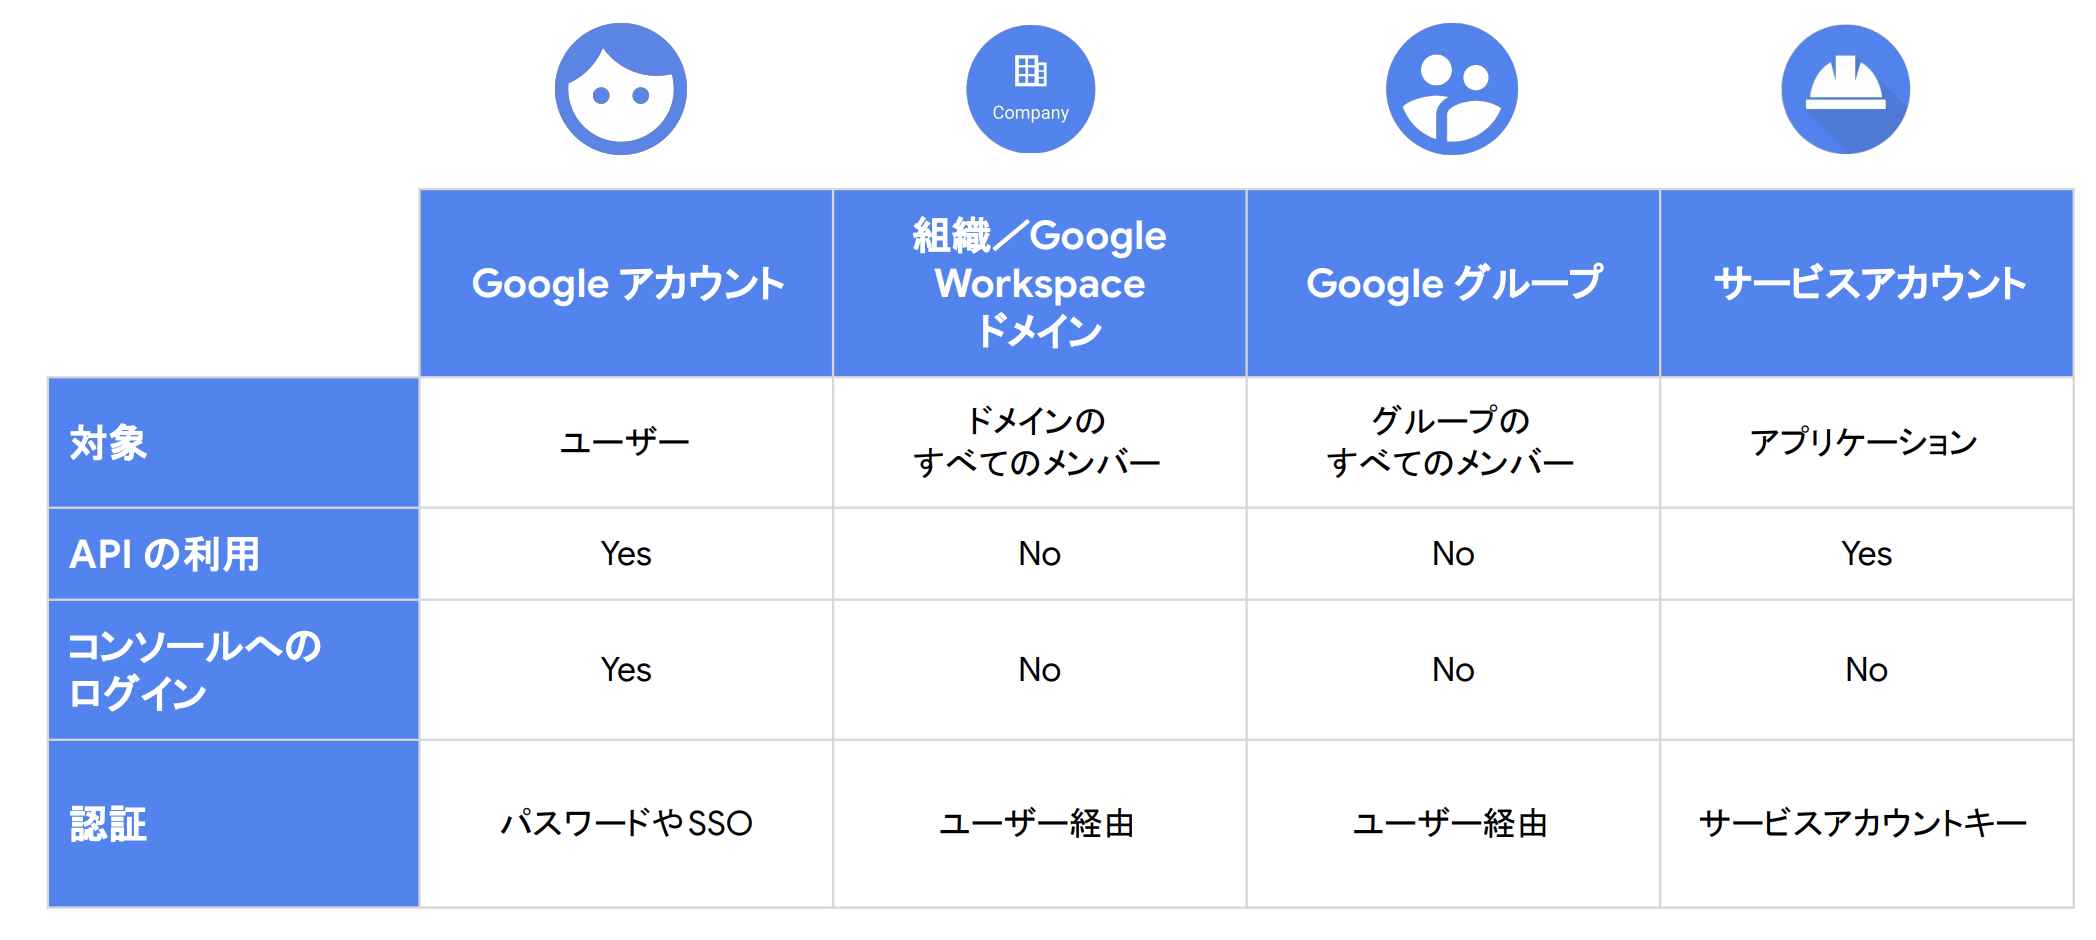 Company
Google アカウント
組織／Google
Workspace
ドメイン
Google グループ
サービスアカウント
対象
ユーザー
ドメインの
すべてのメンバー
グループの
すべてのメンバー
アプリケーション
API の利用
Yes
No
No
Yes
コンソールへの
ログイン
Yes
No
No
No
認証
パスワードや SSO
ユーザー経由
ユーザー経由
サービスアカウントキー